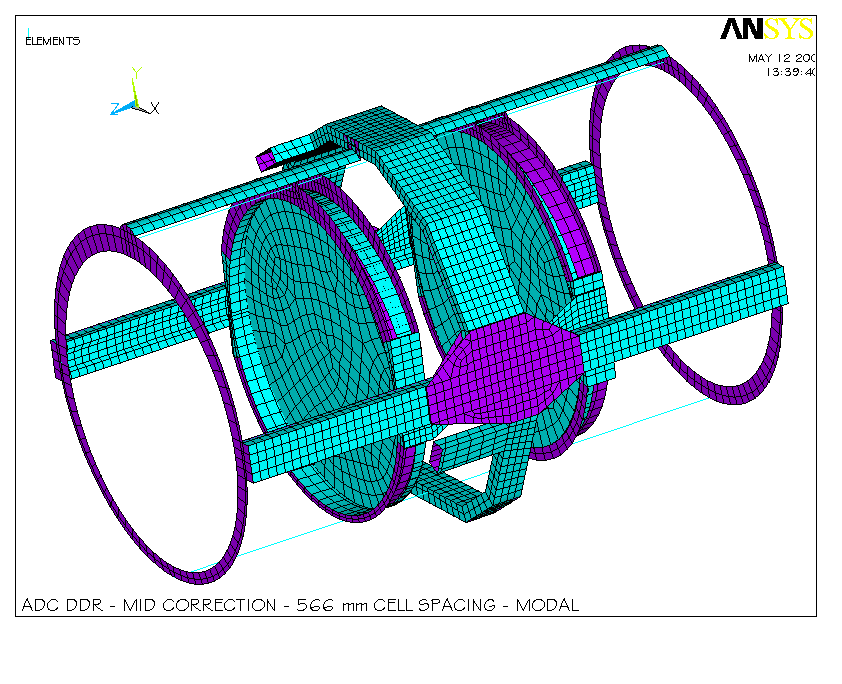 ELEMENTS
ANSYS
MAY 12 200
13:39:40
Y
Z
X
ADC DDR - MID CORRECTION - 566 mm CELL SPACING - MODAL